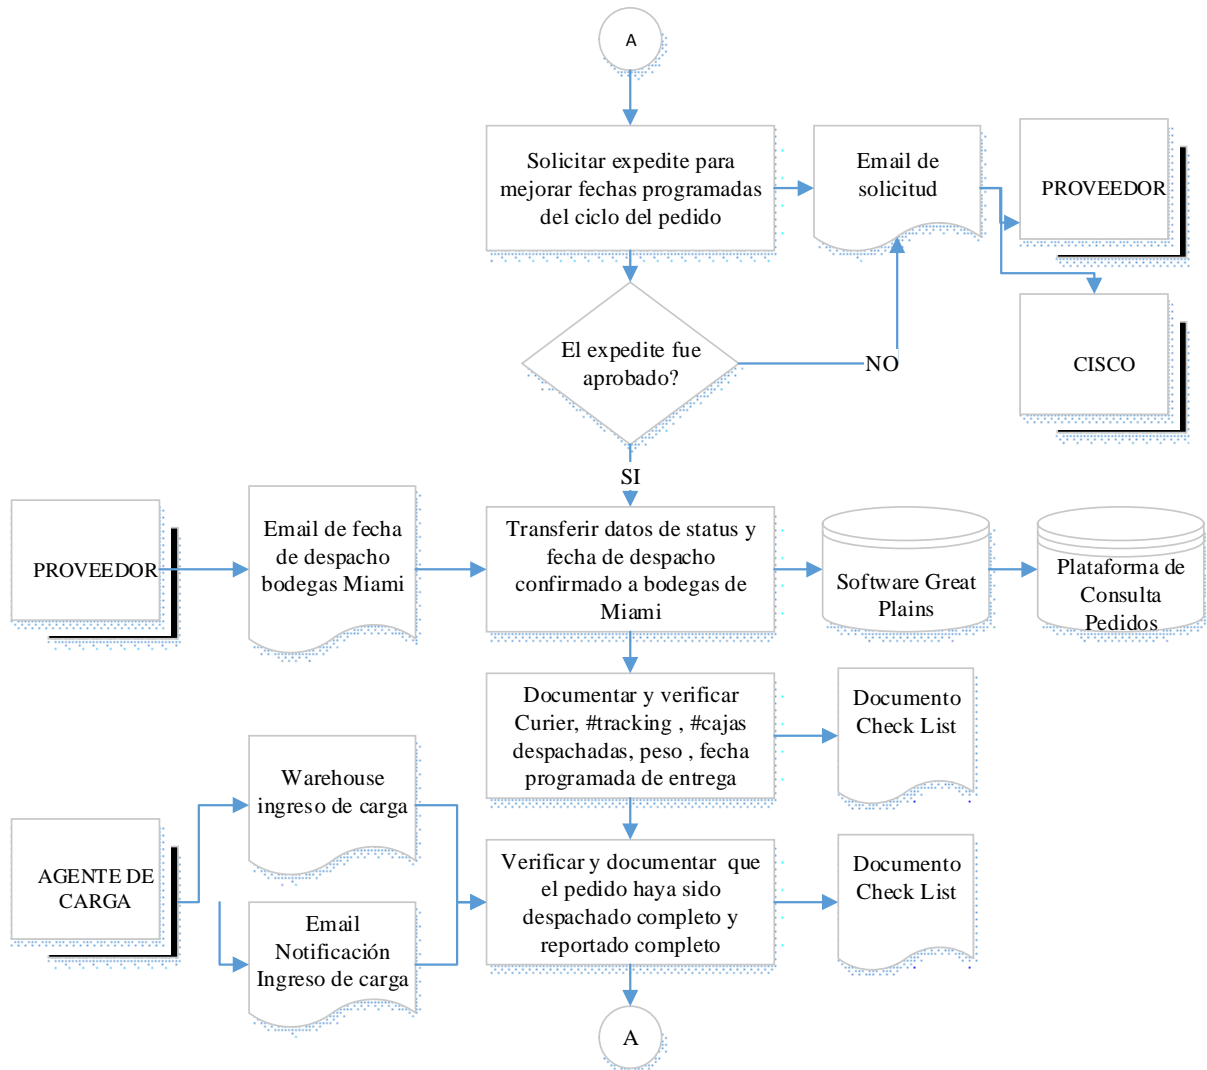 A
Solicitar expedite para
mejorar fechas programadas
del ciclo del pedido
Email de
solicitud
PROVEEDOR
El expedite fue
aprobado?
NO
CISCO
SI
PROVEEDOR
Email de fecha
de despacho
bodegas Miami
Transferir datos de status y
fecha de despacho
confirmado a bodegas de
Miami
Software Great
Plains
Plataforma de
Consulta
Pedidos
Documentar y verificar
Curier, #tracking , #cajas
despachadas, peso , fecha
programada de entrega
Documento
Check List
Warehouse
ingreso de carga
AGENTE DE
CARGA
Email
Notificación
Ingreso de carga
Verificar y documentar  que
el pedido haya sido
despachado completo y
reportado completo
Documento
Check List
A